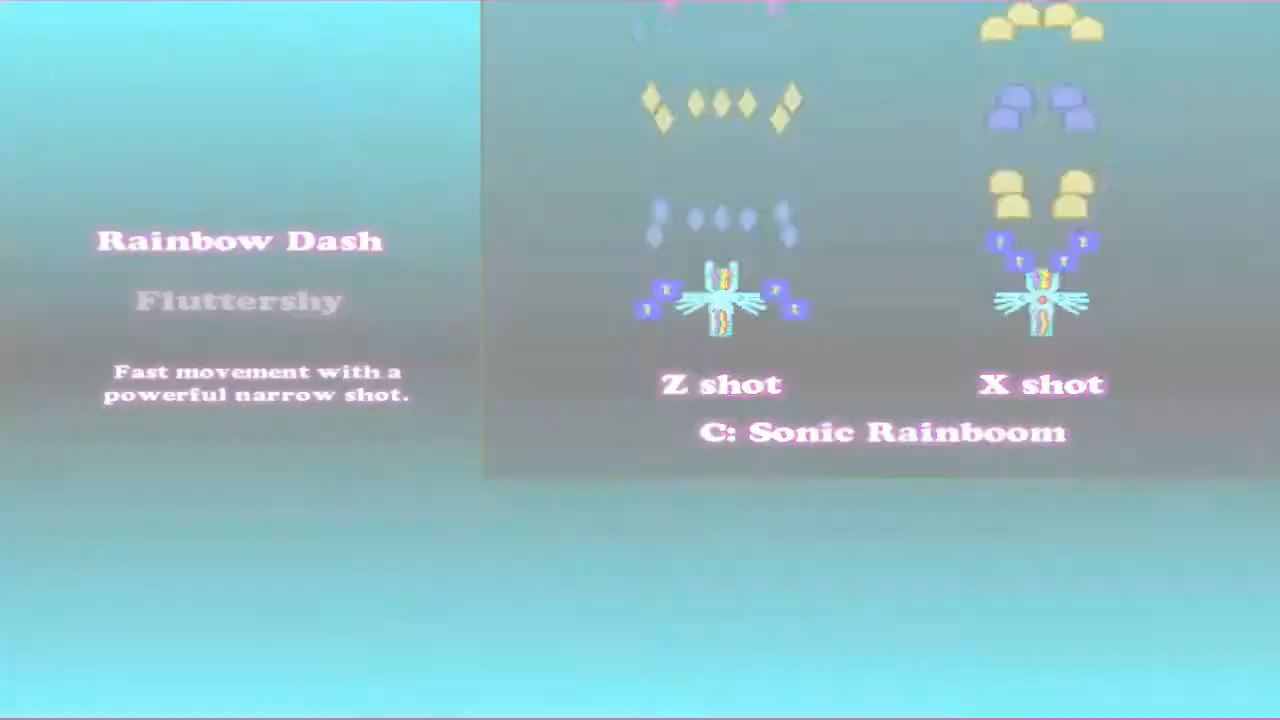 Rainbow Dash
Fluttershy
Fast movement with a
powerful narrow shot.
Z shot
X shot
C: Sonic Rainboom